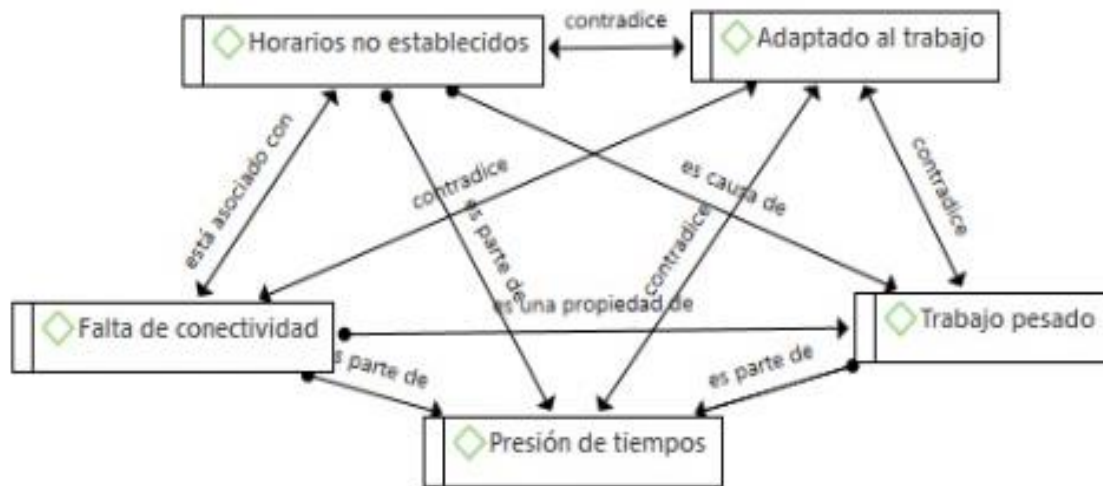 contradice
Horarios no establecidos
Adaptado al trabajo
está asociado con
contradice
es parte de
es causa de
contradice
contradice
es una propiedad de
Falta de conectividad
Trabajo pesado
s parte de
es parte de
Presión de tiempos